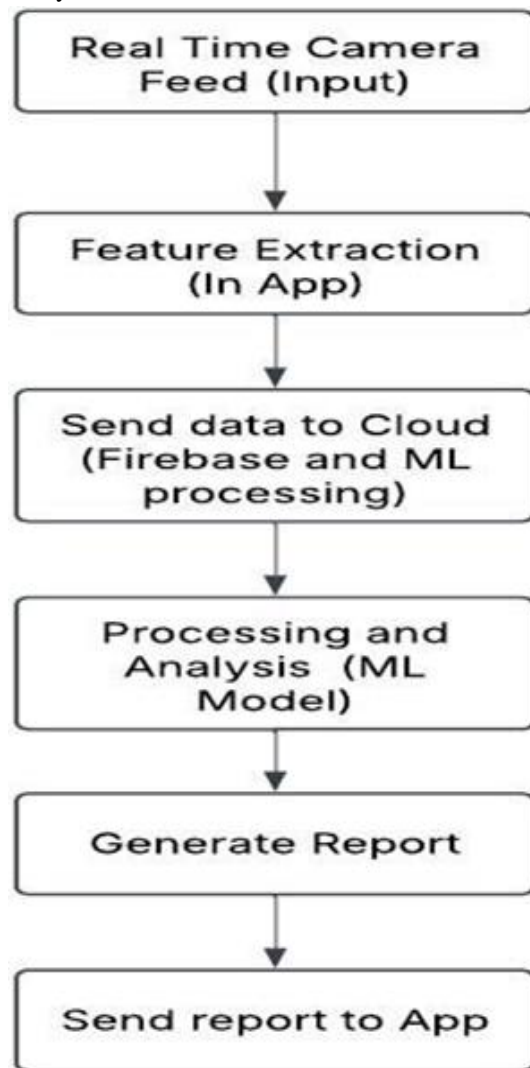 Real Time Camera
Feed (Input)
Feature Extraction
(In App)
Send data to Cloud
(Firebase and ML
processing)
Processing and
Analysis (ML
Model)
Generate Report
Send report to App